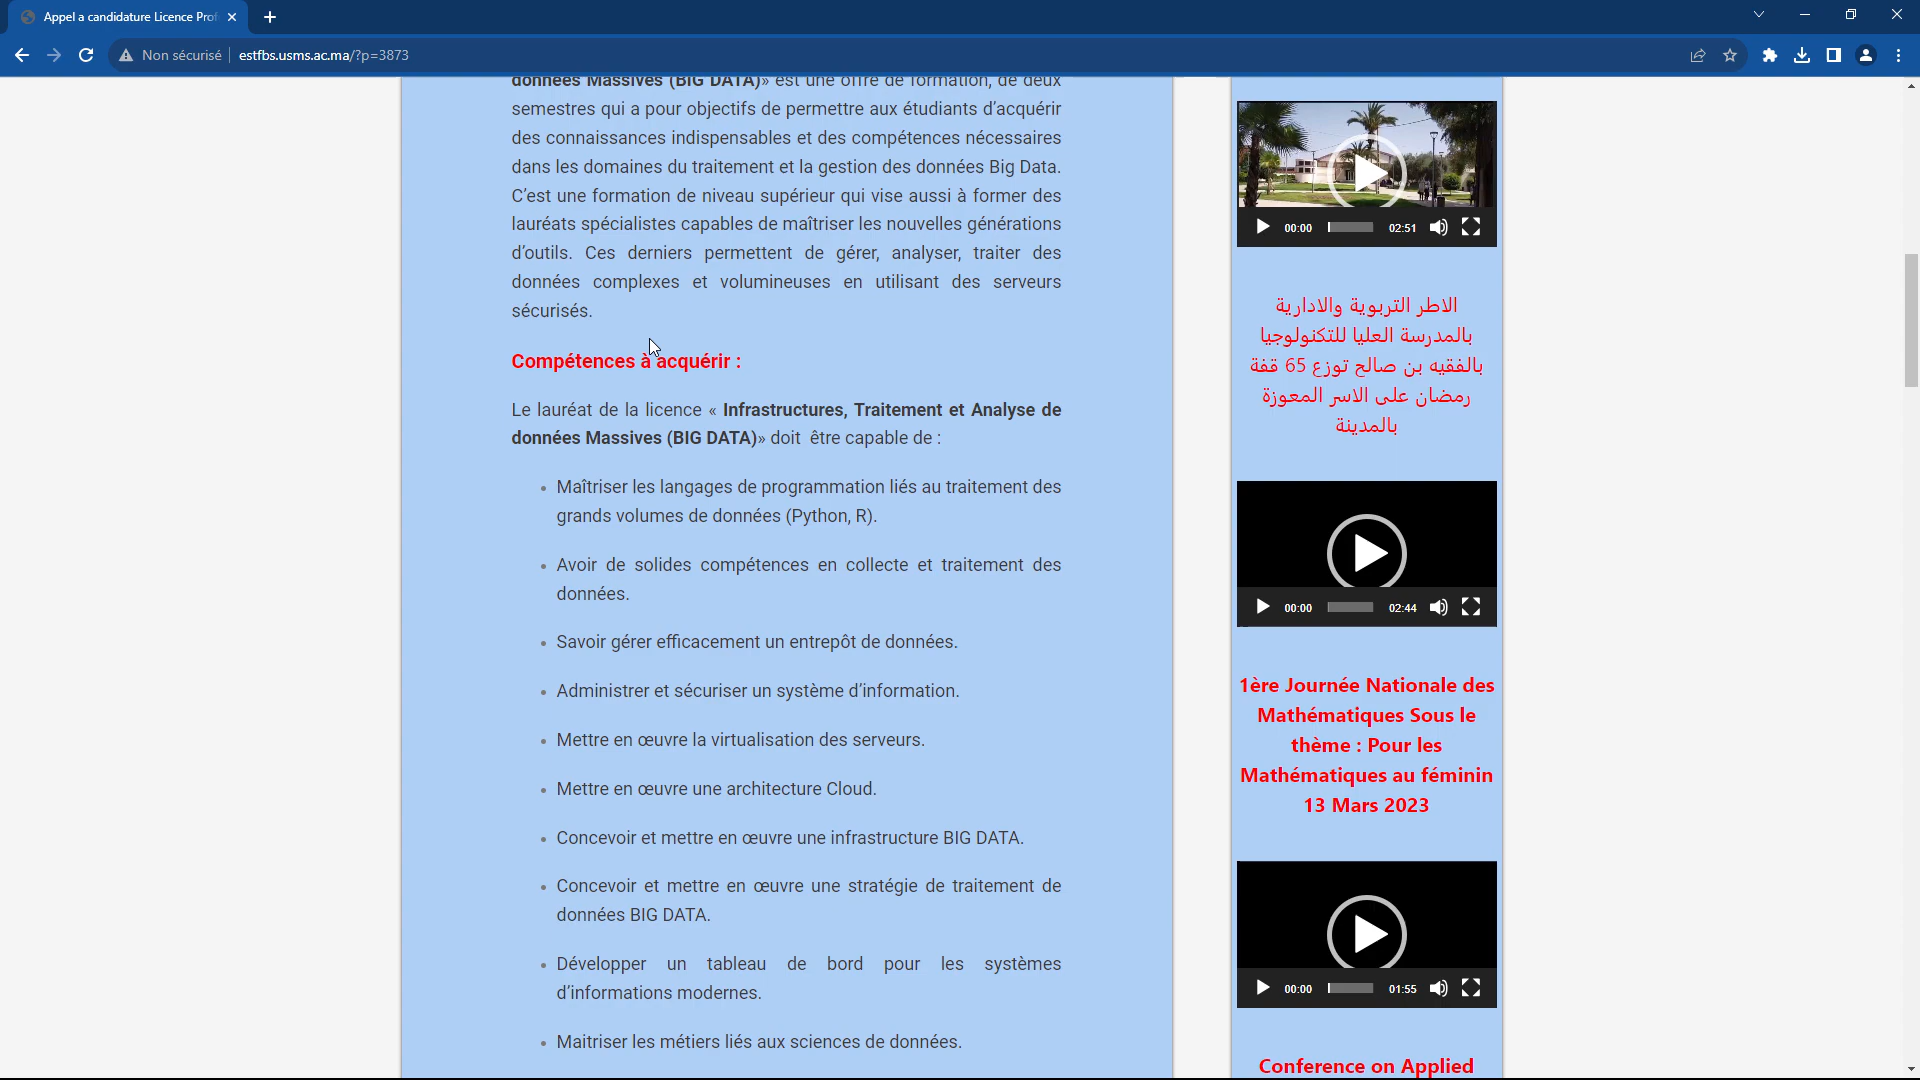 Appel a candidature Licence Prof
Non sécurisé
estfbs.usms.ac.ma/?p=3873
données Massives (BIG DATA)» est une offre de formation, de deux
semestres qui a pour objectifs de permettre aux étudiants d’acquérir
des connaissances indispensables et des compétences nécessaires
dans les domaines du traitement et la gestion des données Big Data.
C’est une formation de niveau supérieur qui vise aussi à former des
lauréats spécialistes capables de maîtriser les nouvelles générations
d’outils. Ces derniers permettent de gérer, analyser, traiter des
données complexes et volumineuses en utilisant des serveurs
sécurisés.
Compétences à acquérir :
Le lauréat de la licence « Infrastructures, Traitement et Analyse de
données Massives (BIG DATA)» doit être capable de :
Maîtriser les langages de programmation liés au traitement des
grands volumes de données (Python, R).
Avoir de solides compétences en collecte et traitement des
données.
Savoir gérer efficacement un entrepôt de données.
Administrer et sécuriser un système d’information.
Mettre en œuvre la virtualisation des serveurs.
Mettre en œuvre une architecture Cloud.
Concevoir et mettre en œuvre une infrastructure BIG DATA.
Concevoir et mettre en œuvre une stratégie de traitement de
données BIG DATA.
Développer un tableau de bord pour les systèmes
d’informations modernes.
Maitriser les métiers liés aux sciences de données.
00:00 02:51
الاطر التربوية والادارية
بالمدرسة العليا للتكنولوجيا
بالفقيه بن صالح توزع 65 قفة
رمضان على الاسر المعوزة
بالمدينة
00:00 02:44
1ère Journée Nationale des
Mathématiques Sous le
thème : Pour les
Mathématiques au féminin
13 Mars 2023
00:00 01:55
Conference on Applied